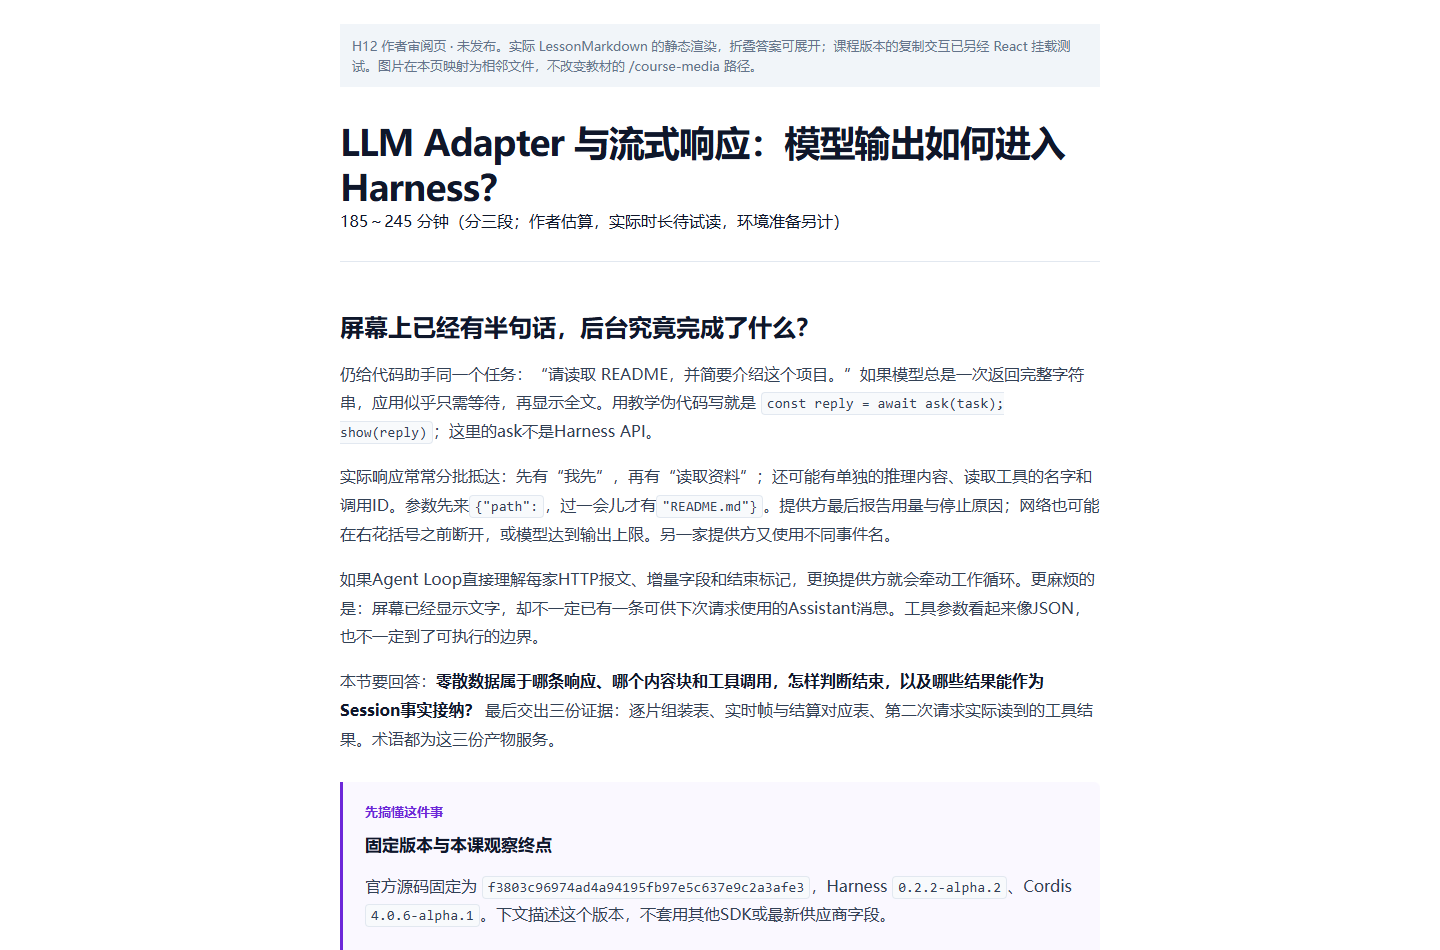 H12 作者审阅页 · 未发布。实际 LessonMarkdown 的静态渲染，折叠答案可展开；课程版本的复制交互已另经 React 挂载测
试。图片在本页映射为相邻文件，不改变教材的 /course-media 路径。
LLM Adapter 与流式响应：模型输出如何进入
Harness？
185～245 分钟（分三段；作者估算，实际时长待试读，环境准备另计）
屏幕上已经有半句话，后台究竟完成了什么？
仍给代码助手同一个任务：“请读取 README，并简要介绍这个项目。”如果模型总是一次返回完整字符
串，应用似乎只需等待，再显示全文。用教学伪代码写就是 const reply = await ask(task);
show(reply)；这里的ask不是Harness API。
实际响应常常分批抵达：先有“我先”，再有“读取资料”；还可能有单独的推理内容、读取工具的名字和
调用ID。参数先来{"path":，过一会儿才有"README.md"}。提供方最后报告用量与停止原因；网络也可能
在右花括号之前断开，或模型达到输出上限。另一家提供方又使用不同事件名。
如果Agent Loop直接理解每家HTTP报文、增量字段和结束标记，更换提供方就会牵动工作循环。更麻烦的
是：屏幕已经显示文字，却不一定已有一条可供下次请求使用的Assistant消息。工具参数看起来像JSON，
也不一定到了可执行的边界。
本节要回答：零散数据属于哪条响应、哪个内容块和工具调用，怎样判断结束，以及哪些结果能作为
Session事实接纳？ 最后交出三份证据：逐片组装表、实时帧与结算对应表、第二次请求实际读到的工具结
果。术语都为这三份产物服务。
先搞懂这件事
固定版本与本课观察终点
官方源码固定为 f3803c96974ad4a94195fb97e5c637e9c2a3afe3，Harness 0.2.2-alpha.2、Cordis
4.0.6-alpha.1。下文描述这个版本，不套用其他SDK或最新供应商字段。